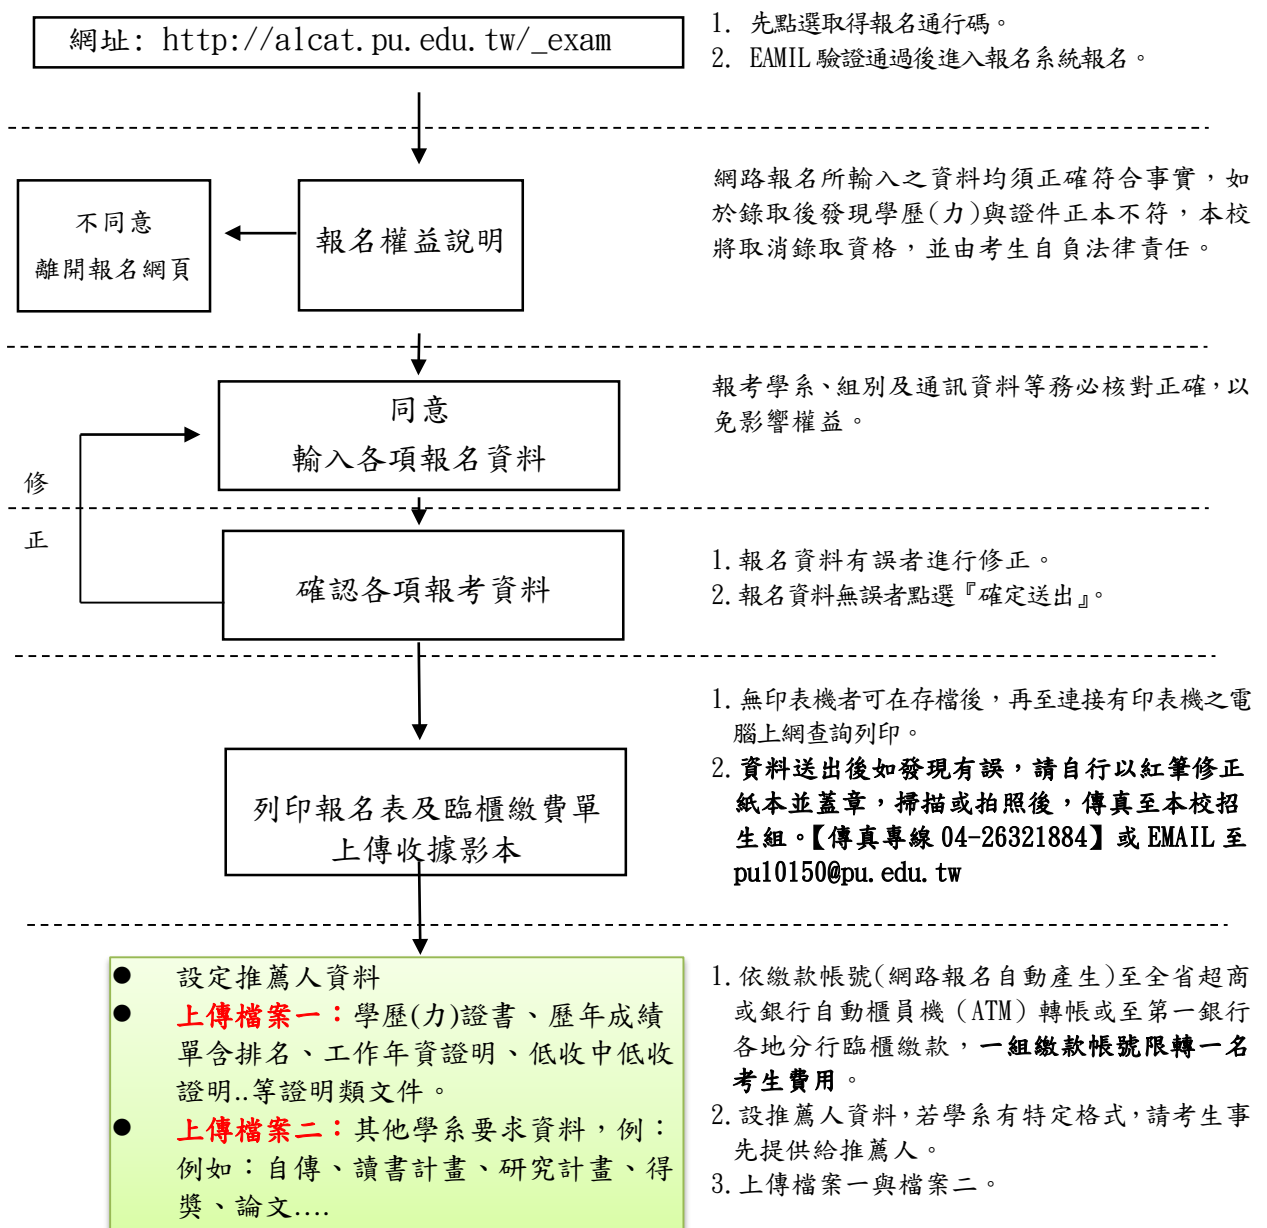 網址: http://alcat.pu.edu.tw/_exam
1. 先點選取得報名通行碼。
2. EAMIL 驗證通過後進入報名系統報名。
不同意
離開報名網頁
報名權益說明
網路報名所輸入之資料均須正確符合事實，如
於錄取後發現學歷(力)與證件正本不符，本校
將取消錄取資格，並由考生自負法律責任。
同意
輸入各項報名資料
報考學系、組別及通訊資料等務必核對正確，以
免影響權益。
修
正
確認各項報考資料
1.報名資料有誤者進行修正。
2.報名資料無誤者點選『確定送出』。
列印報名表及臨櫃繳費單
上傳收據影本
1.無印表機者可在存檔後，再至連接有印表機之電
腦上網查詢列印。
2.資料送出後如發現有誤，請自行以紅筆修正
紙本並蓋章，掃描或拍照後，傳真至本校招
生組。【傳真專線 04-26321884】或 EMAIL 至
pu10150@pu.edu.tw
● 設定推薦人資料
● 上傳檔案一：學歷(力)證書、歷年成績
單含排名、工作年資證明、低收中低收
證明..等證明類文件。
● 上傳檔案二：其他學系要求資料，例：
例如：自傳、讀書計畫、研究計畫、得
獎、論文....
1.依繳款帳號(網路報名自動產生)至全省超商
或銀行自動櫃員機（ATM）轉帳或至第一銀行
各地分行臨櫃繳款，一組繳款帳號限轉一名
考生費用。
2.設推薦人資料，若學系有特定格式，請考生事
先提供給推薦人。
3.上傳檔案一與檔案二。